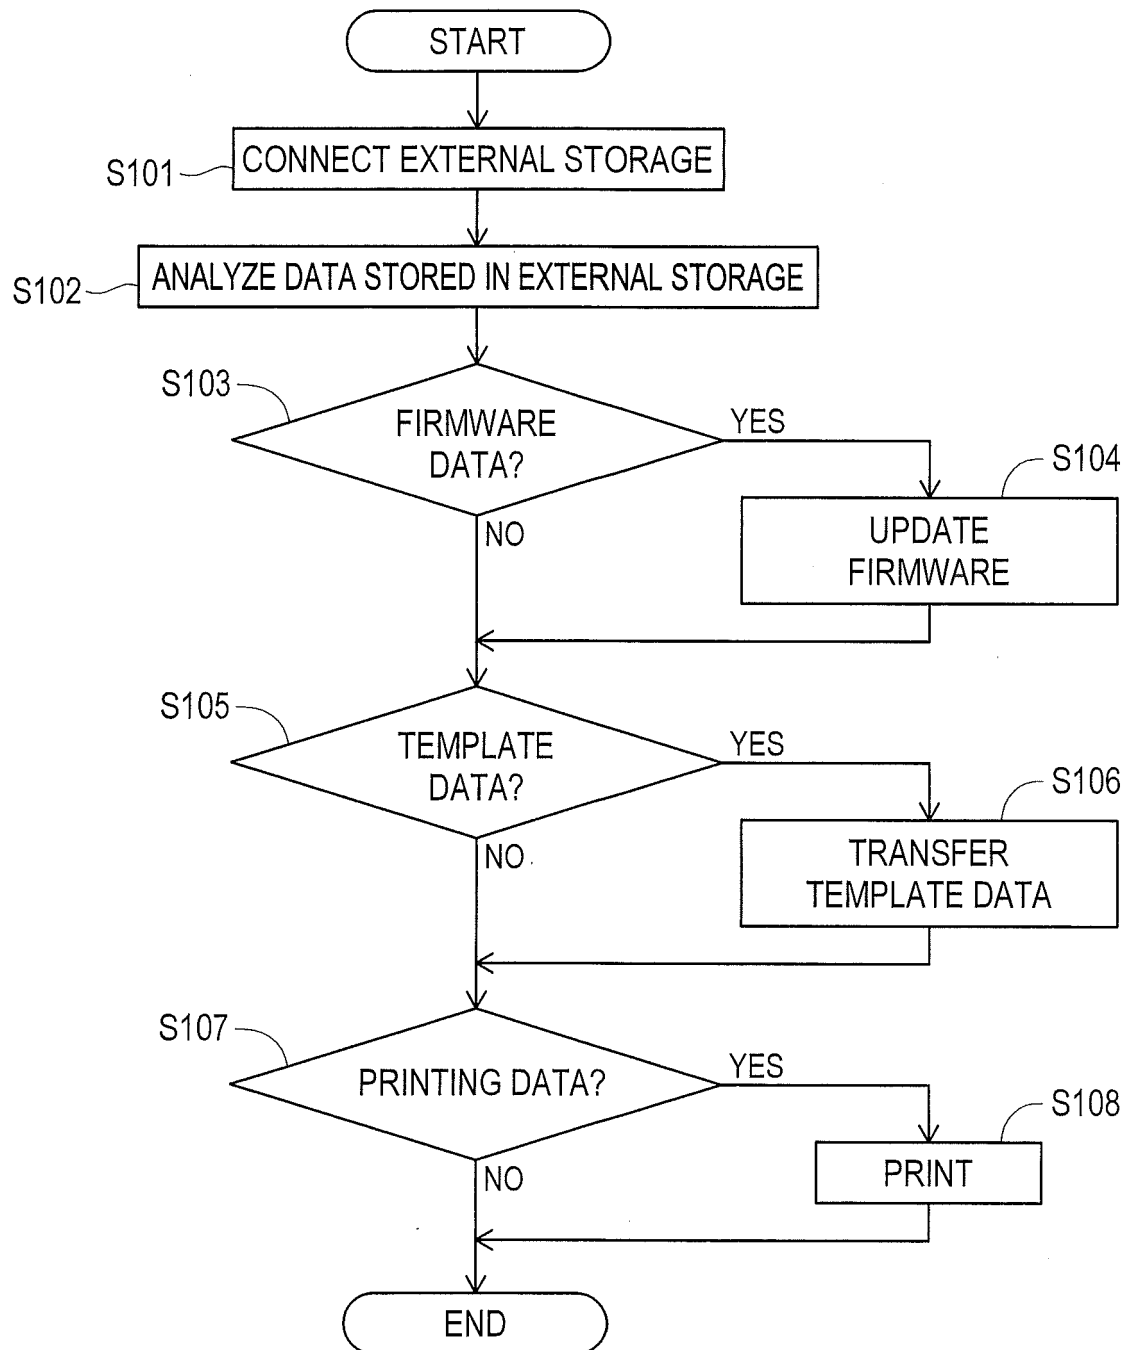 START
S101
CONNECT EXTERNAL STORAGE
S102
ANALYZE DATA STORED IN EXTERNAL STORAGE
S103
FIRMWARE
DATA?
YES
NO
S104
UPDATE
FIRMWARE
S105
TEMPLATE
DATA?
YES
NO
S106
TRANSFER
TEMPLATE DATA
S107
PRINTING DATA?
YES
NO
S108
PRINT
END